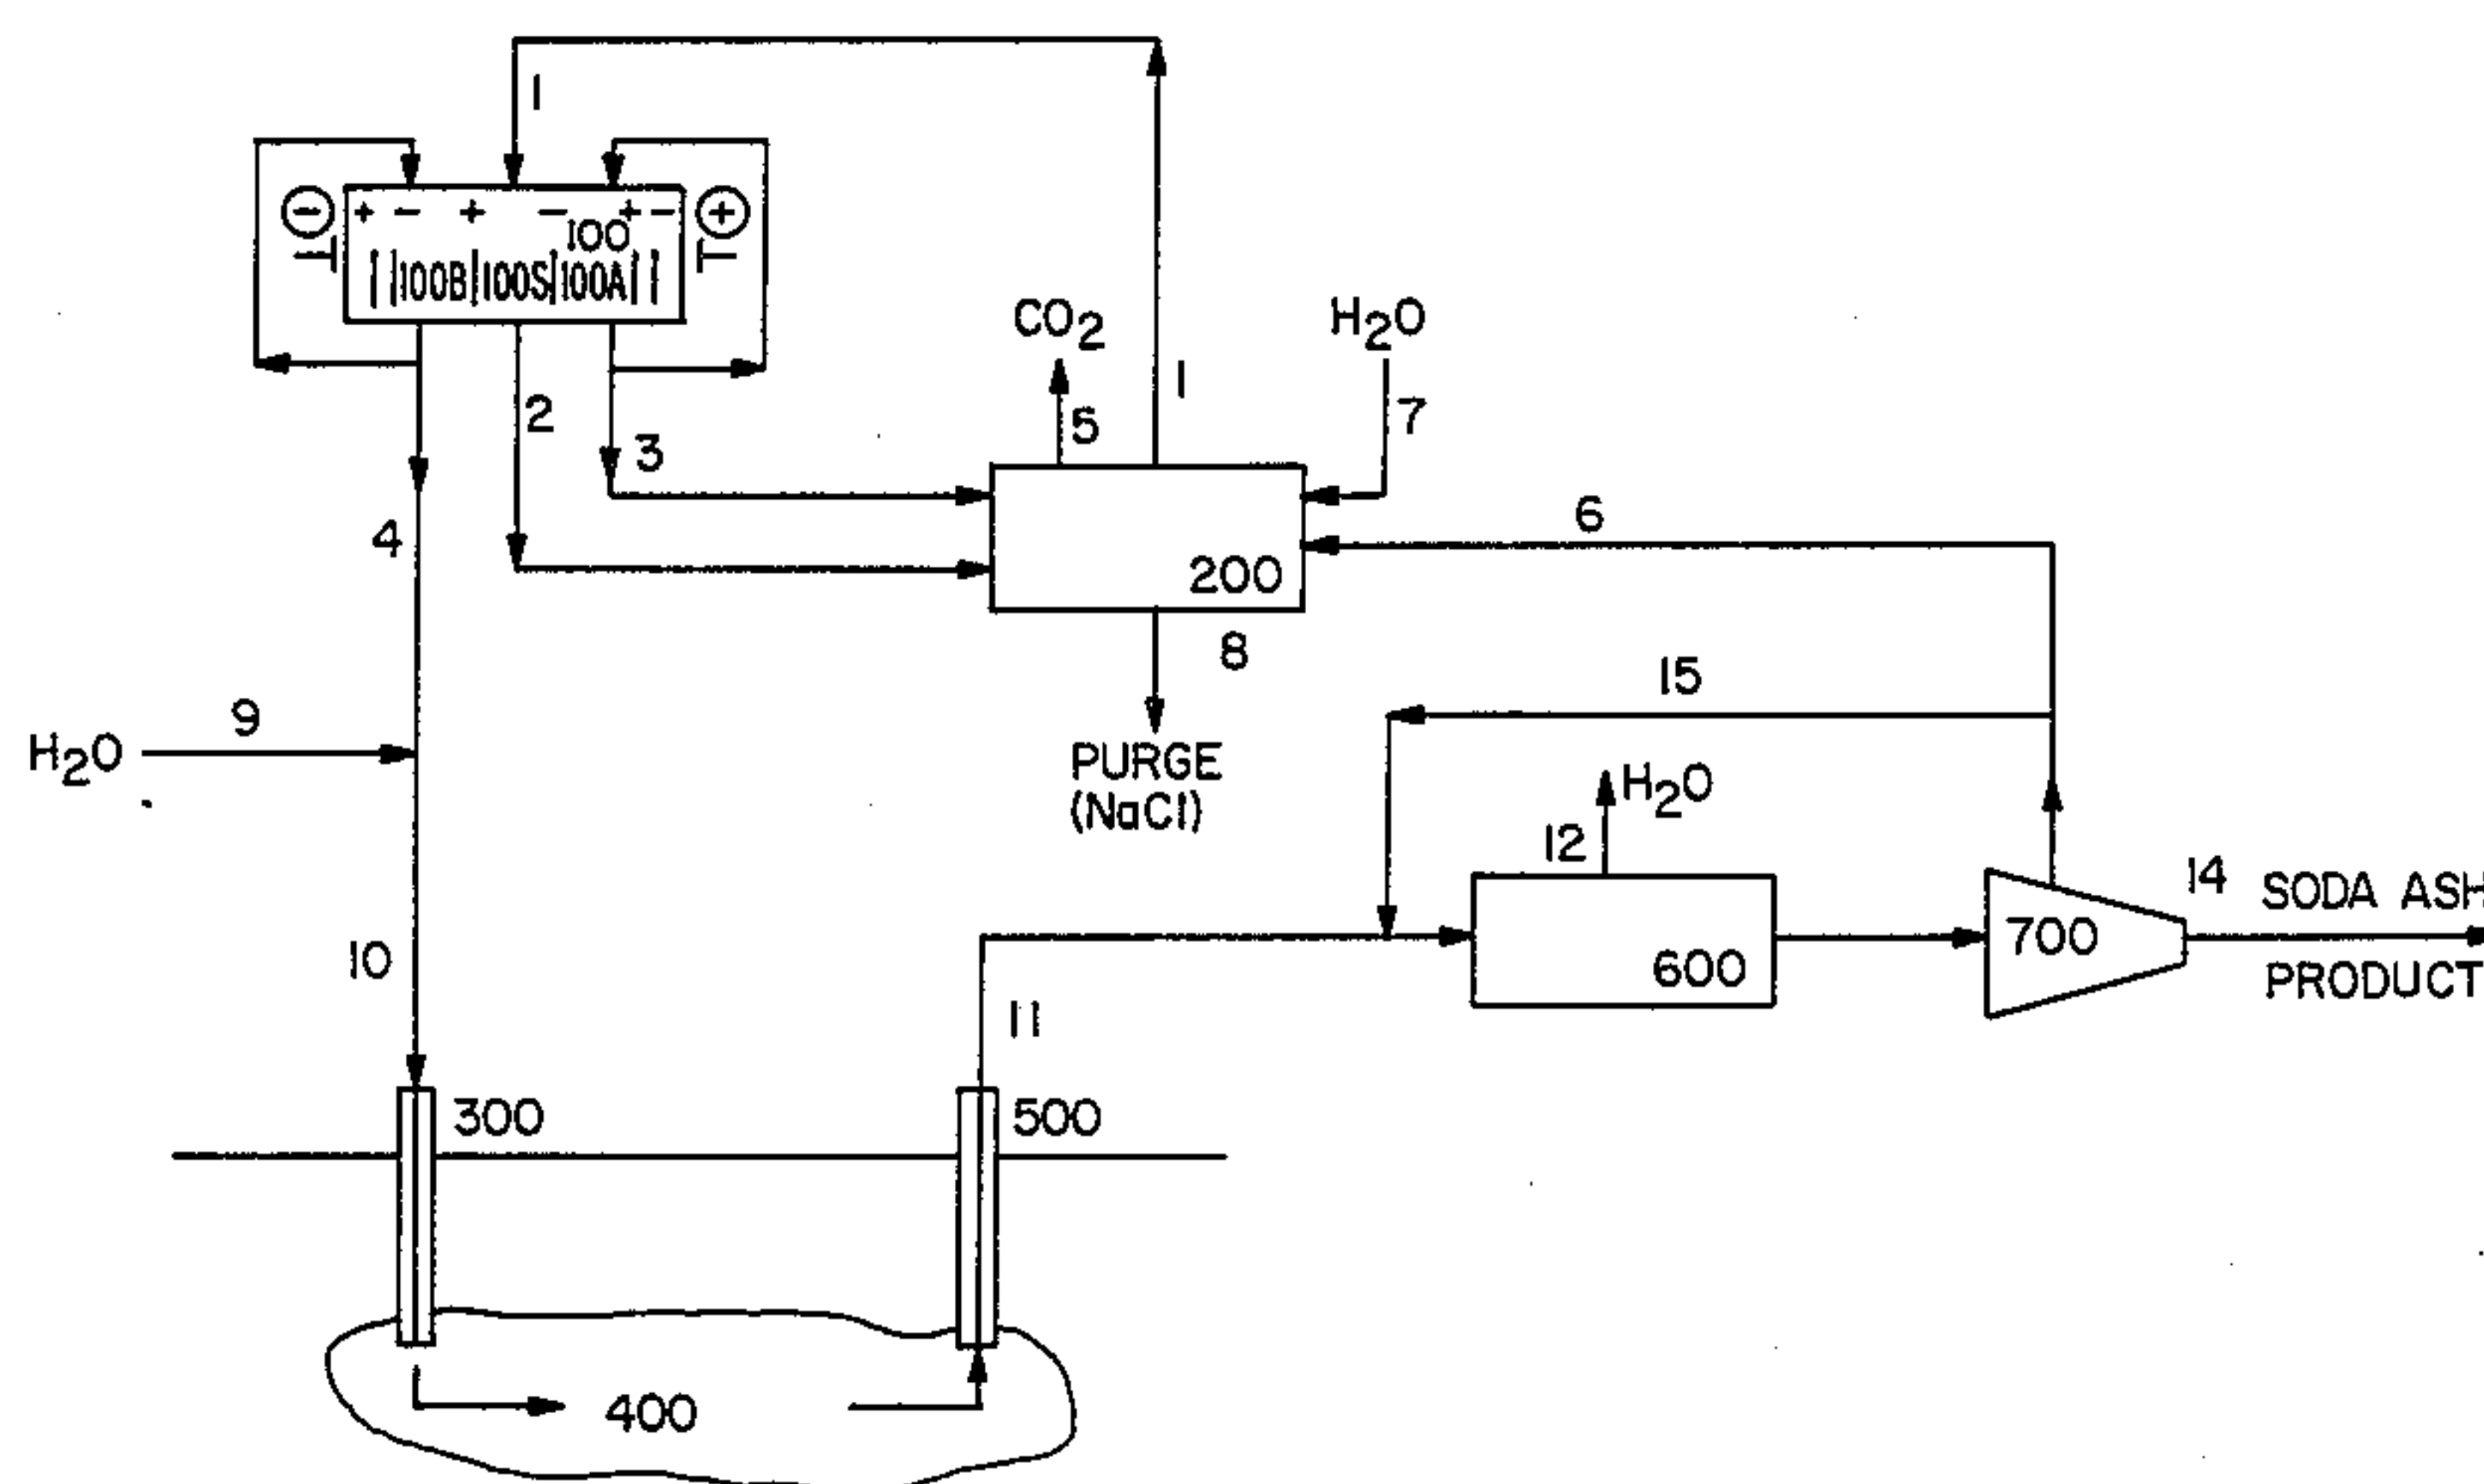 1
⊖ + − + − + − ⊕
100
100B 100S 100A
CO2
H2O
1
5
7
2
3
6
4
200
8
15
9
H2O
PURGE
(NaCl)
H2O
12
14
SODA ASH
700
10
600
PRODUCT
11
300
500
400